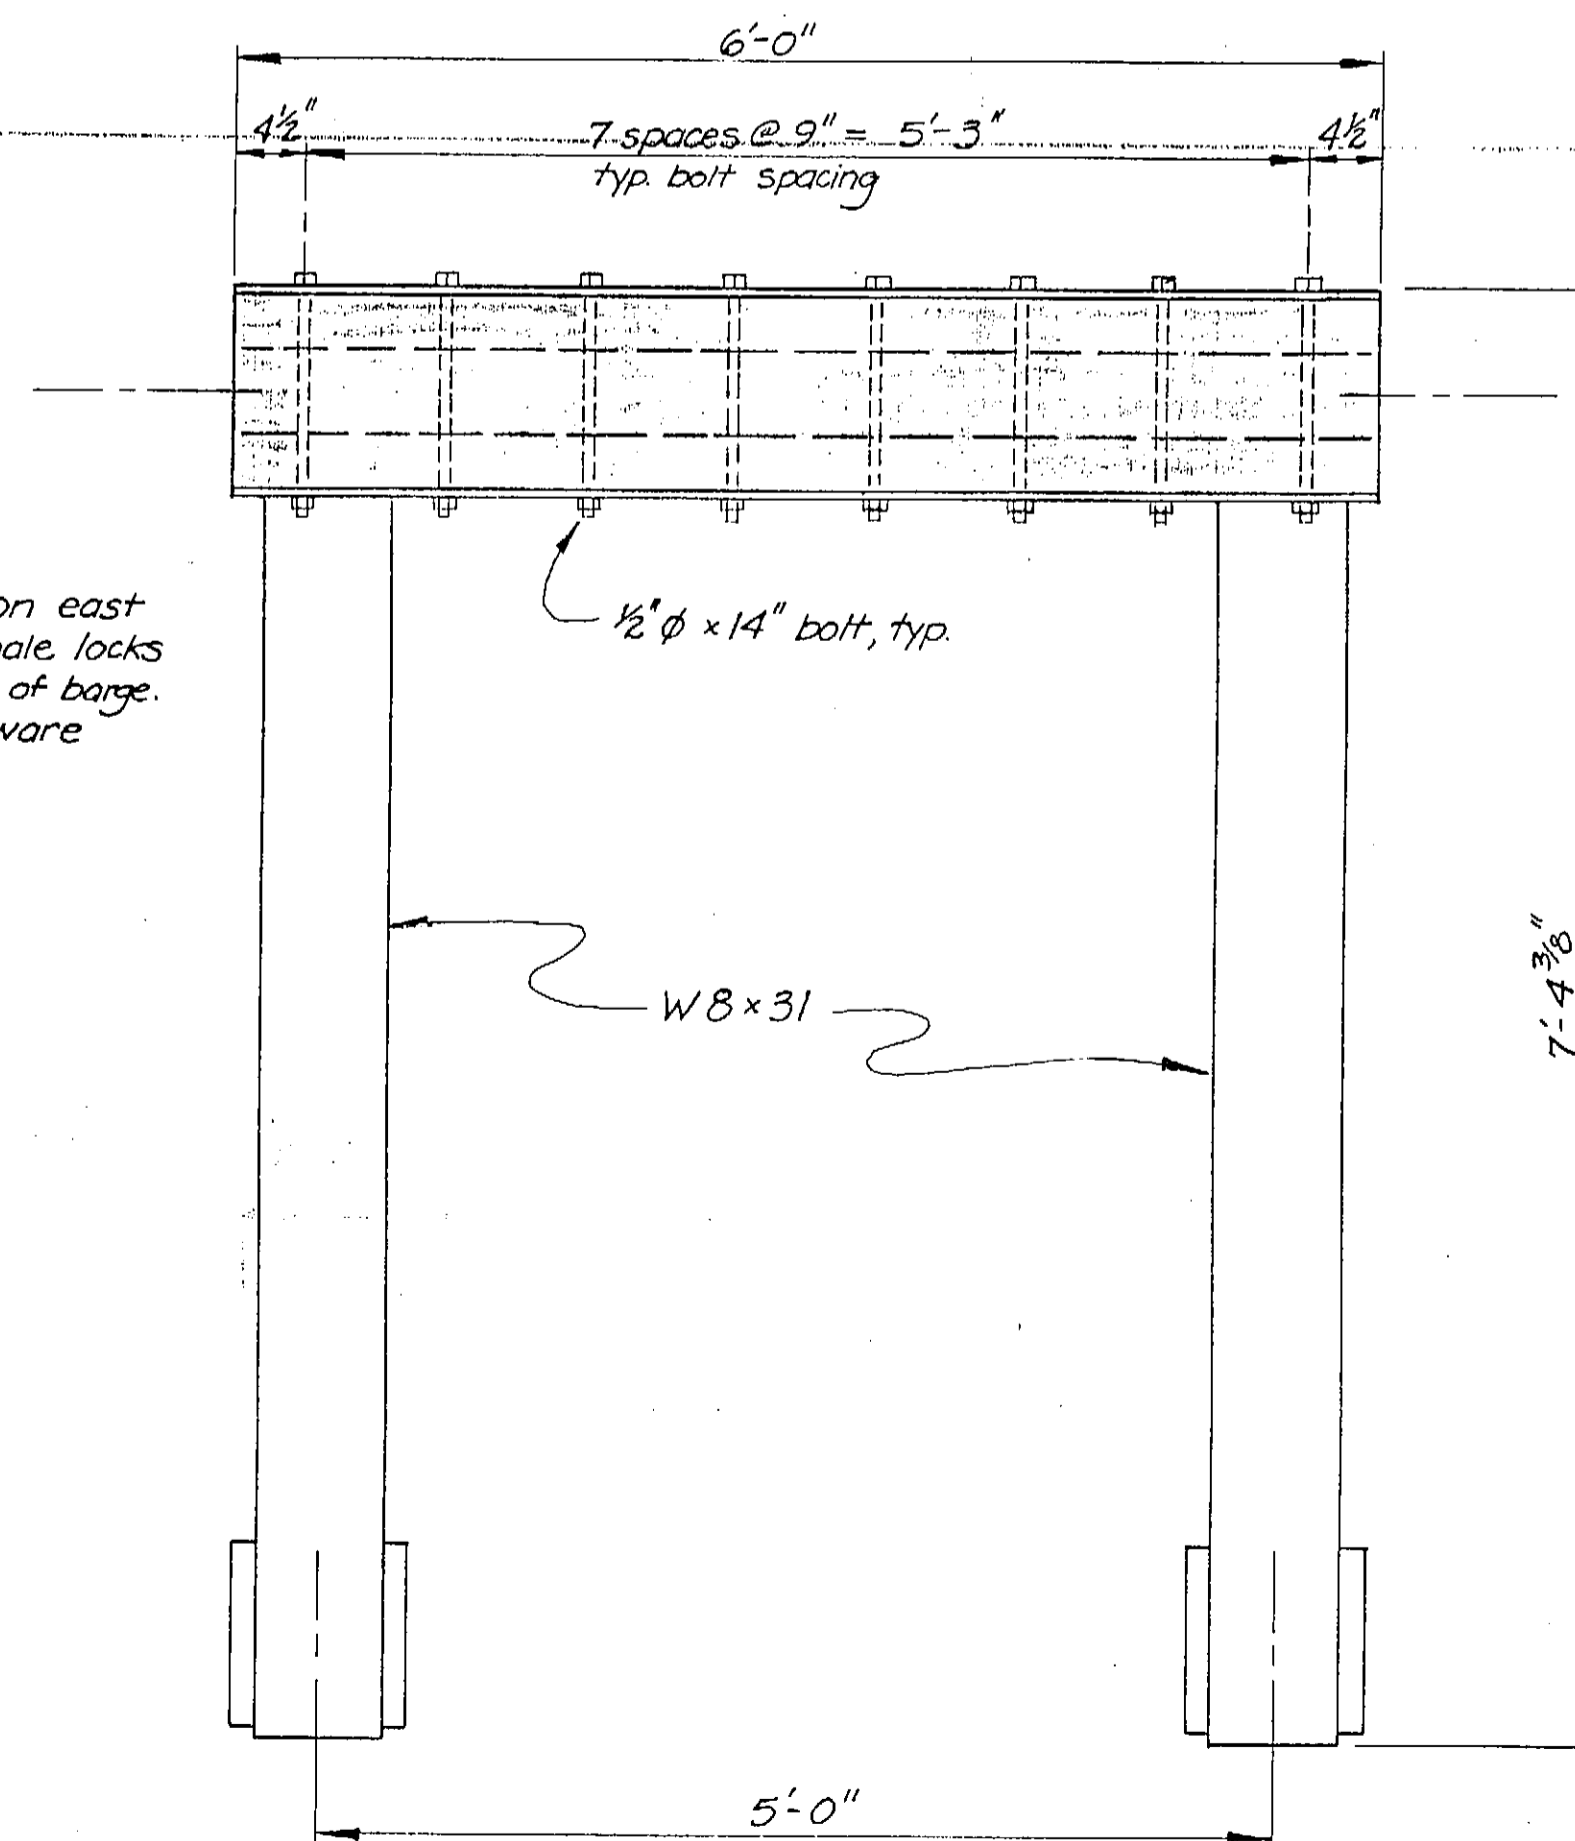 6'-0"
4½" 7 spaces @ 9" = 5'-3" 4½"
typ. bolt spacing
½"φ x 14" bolt, typ.
on east
locks
of barge.
W8x31
7'-4 3/8"
5'-0"